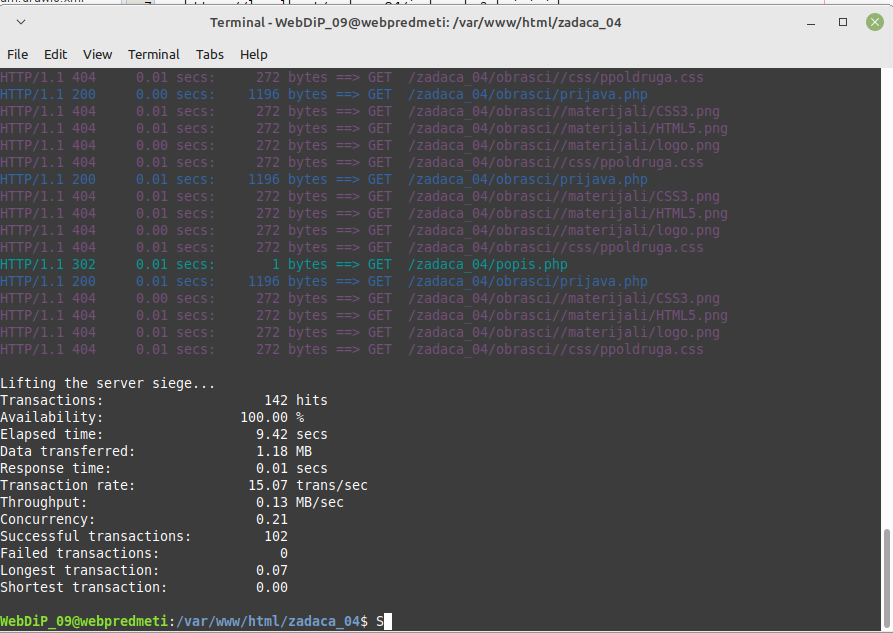 Terminal - WebDiP_09@webpredmeti: /var/www/html/zadaca_04
File Edit View Terminal Tabs Help
HTTP/1.1 404     0.01 secs:     272 bytes ==> GET  /zadaca_04/obrasci//css/ppoldruga.css
HTTP/1.1 200     0.00 secs:    1196 bytes ==> GET  /zadaca_04/obrasci/prijava.php
HTTP/1.1 404     0.01 secs:     272 bytes ==> GET  /zadaca_04/obrasci//materijali/CSS3.png
HTTP/1.1 404     0.01 secs:     272 bytes ==> GET  /zadaca_04/obrasci//materijali/HTML5.png
HTTP/1.1 404     0.00 secs:     272 bytes ==> GET  /zadaca_04/obrasci//materijali/logo.png
HTTP/1.1 404     0.01 secs:     272 bytes ==> GET  /zadaca_04/obrasci//css/ppoldruga.css
HTTP/1.1 200     0.01 secs:    1196 bytes ==> GET  /zadaca_04/obrasci/prijava.php
HTTP/1.1 404     0.01 secs:     272 bytes ==> GET  /zadaca_04/obrasci//materijali/CSS3.png
HTTP/1.1 404     0.01 secs:     272 bytes ==> GET  /zadaca_04/obrasci//materijali/HTML5.png
HTTP/1.1 404     0.00 secs:     272 bytes ==> GET  /zadaca_04/obrasci//materijali/logo.png
HTTP/1.1 404     0.01 secs:     272 bytes ==> GET  /zadaca_04/obrasci//css/ppoldruga.css
HTTP/1.1 302     0.01 secs:       1 bytes ==> GET  /zadaca_04/popis.php
HTTP/1.1 200     0.01 secs:    1196 bytes ==> GET  /zadaca_04/obrasci/prijava.php
HTTP/1.1 404     0.00 secs:     272 bytes ==> GET  /zadaca_04/obrasci//materijali/CSS3.png
HTTP/1.1 404     0.01 secs:     272 bytes ==> GET  /zadaca_04/obrasci//materijali/HTML5.png
HTTP/1.1 404     0.01 secs:     272 bytes ==> GET  /zadaca_04/obrasci//materijali/logo.png
HTTP/1.1 404     0.01 secs:     272 bytes ==> GET  /zadaca_04/obrasci//css/ppoldruga.css
Lifting the server siege...
Transactions:                    142 hits
Availability:                 100.00 %
Elapsed time:                   9.42 secs
Data transferred:               1.18 MB
Response time:                  0.01 secs
Transaction rate:              15.07 trans/sec
Throughput:                     0.13 MB/sec
Concurrency:                    0.21
Successful transactions:         102
Failed transactions:               0
Longest transaction:            0.07
Shortest transaction:           0.00
WebDiP_09@webpredmeti:/var/www/html/zadaca_04$ S